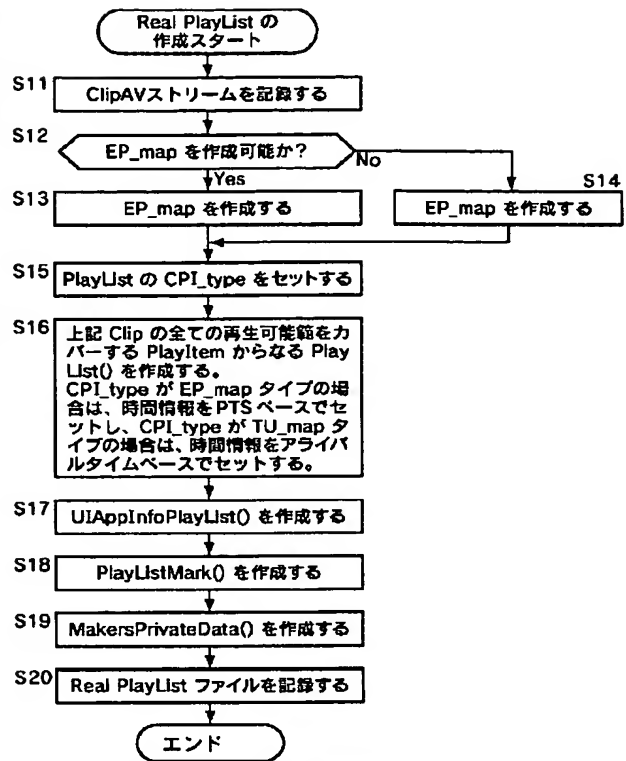 Real PlayList の
作成スタート
S11
ClipAVストリームを記録する
S12
EP_map を作成可能か？
No
Yes
S13
EP_map を作成する
S14
EP_map を作成する
S15
PlayList の CPI_type をセットする
S16
上記 Clip の全ての再生可能範をカ
バーする PlayItem からなる Play
List() を作成する。
CPI_type が EP_map タイプの場
合は、時間情報を PTS ベースでセ
ットし、CPI_type が TU_map タ
イプの場合は、時間情報をアライバ
ルタイムベースでセットする。
S17
UIAppInfoPlayList() を作成する
S18
PlayListMark() を作成する
S19
MakersPrivateData() を作成する
S20
Real PlayList ファイルを記録する
エンド